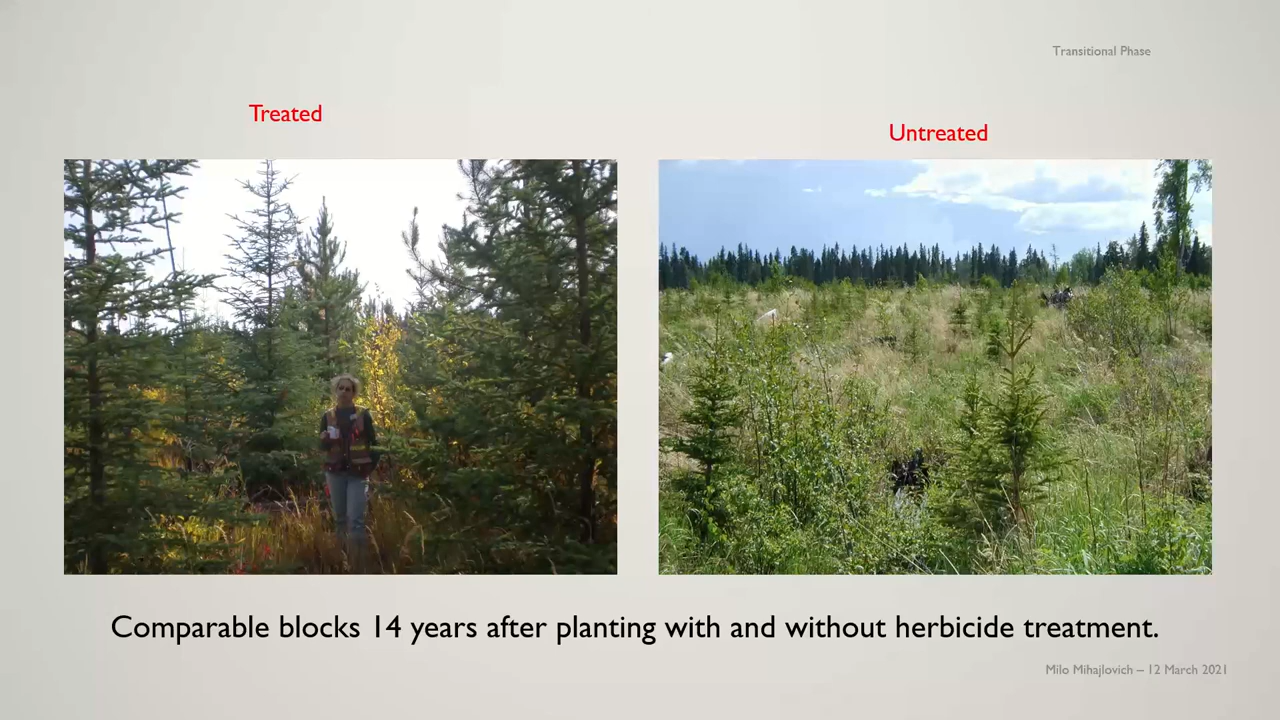 Transitional Phase
Treated
Untreated
Comparable blocks 14 years after planting with and without herbicide treatment.
Milo Mihajlovich – 12 March 2021